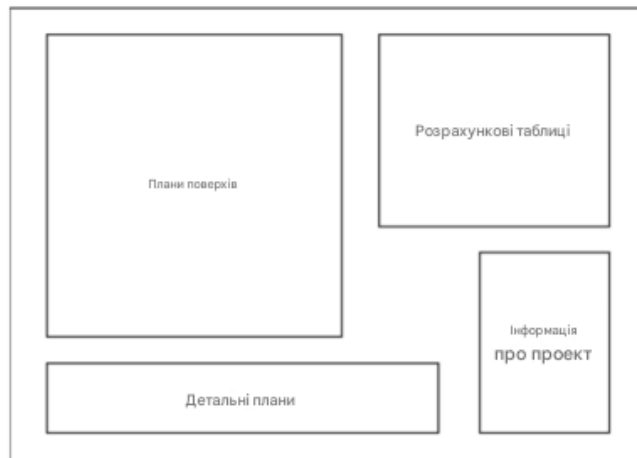 Плани поверхів
Розрахункові таблиці
Інформація
про проект
Детальні плани